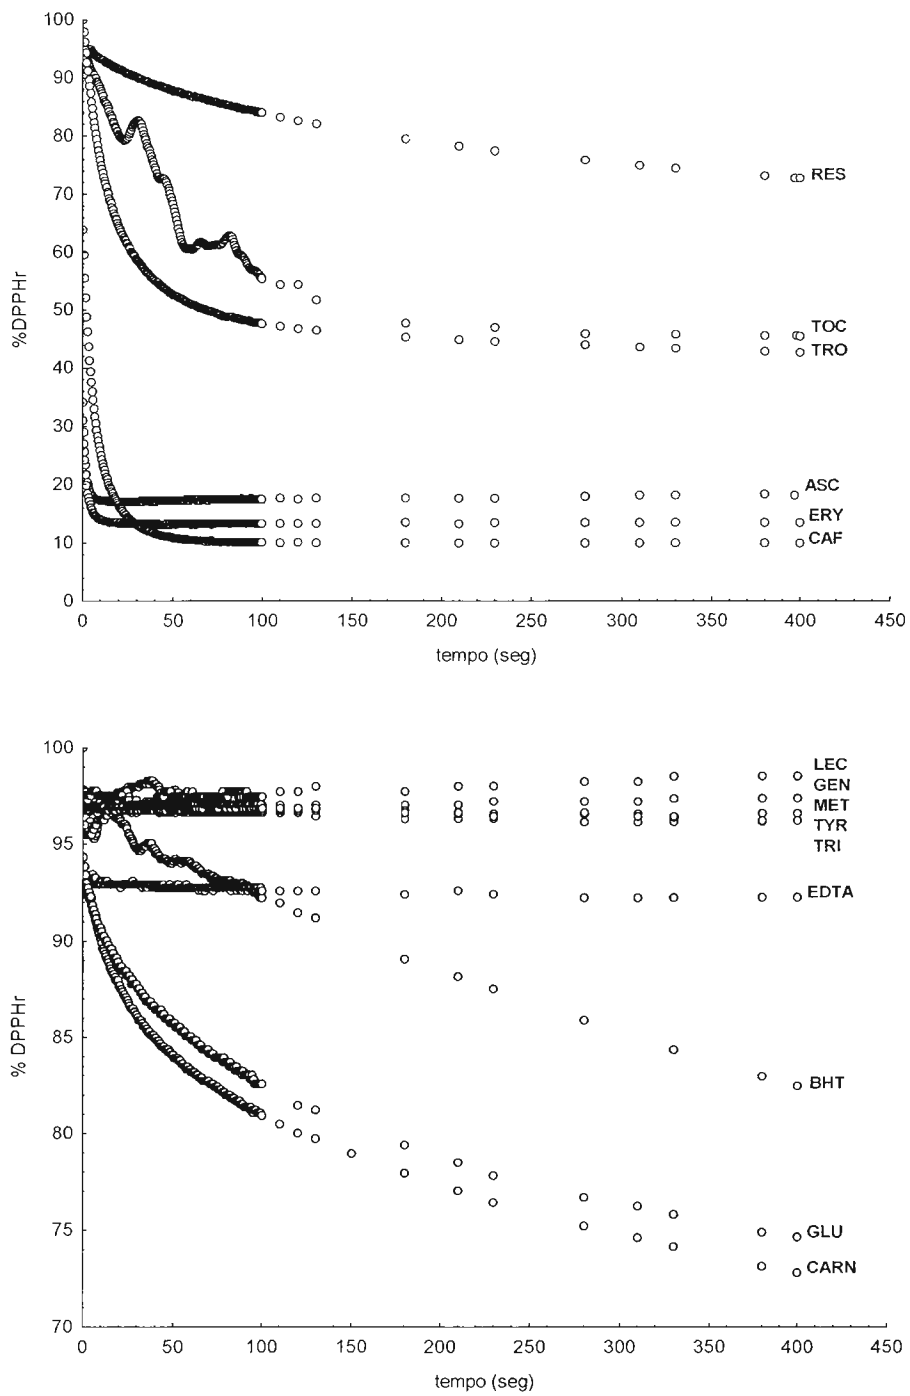 100
90
80
70
60
50
40
30
20
10
0
%DPPHr
RES
TOC
TRO
ASC
ERY
CAF
0 50 100 150 200 250 300 350 400 450
tempo (seg)
100
95
90
85
80
75
70
% DPPHr
LEC
GEN
MET
TYR
TRI
EDTA
BHT
GLU
CARN
0 50 100 150 200 250 300 350 400 450
tempo (seg)